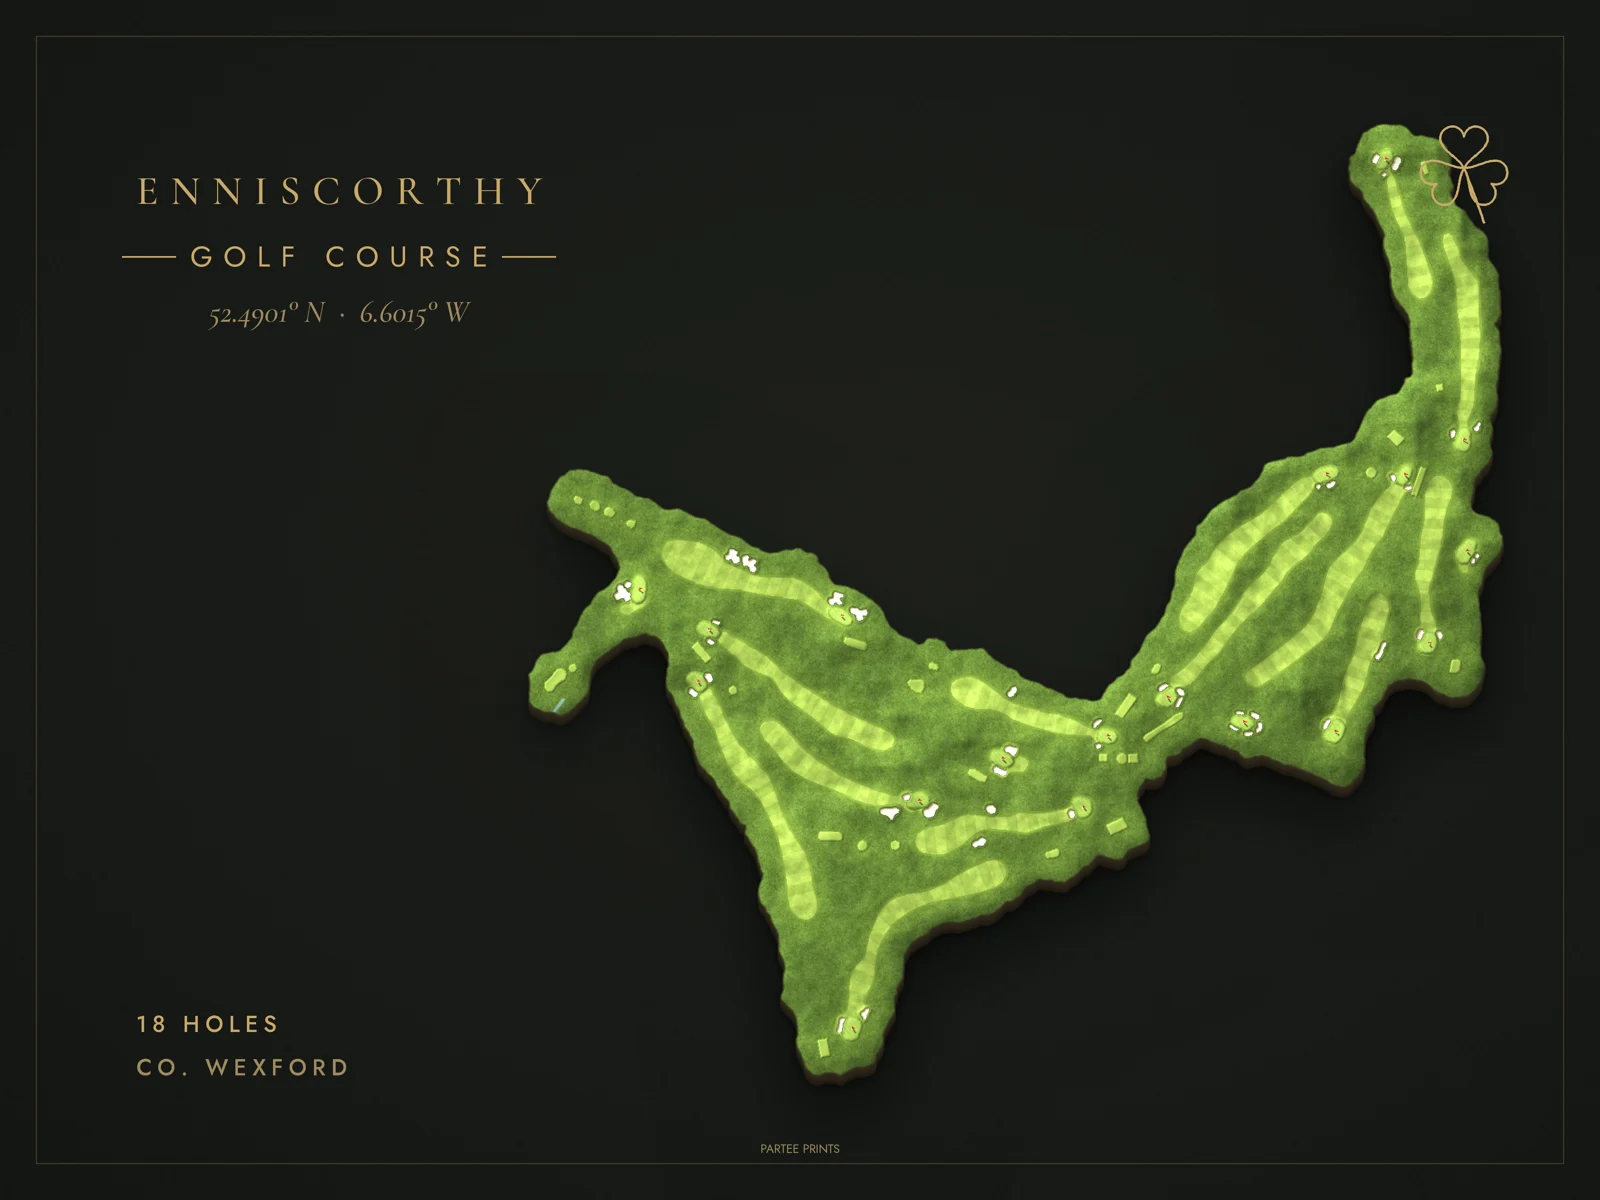 ENNISCORTHY
GOLF COURSE
52.4901° N · 6.6015° W
18 HOLES
CO. WEXFORD
PARTEE PRINTS